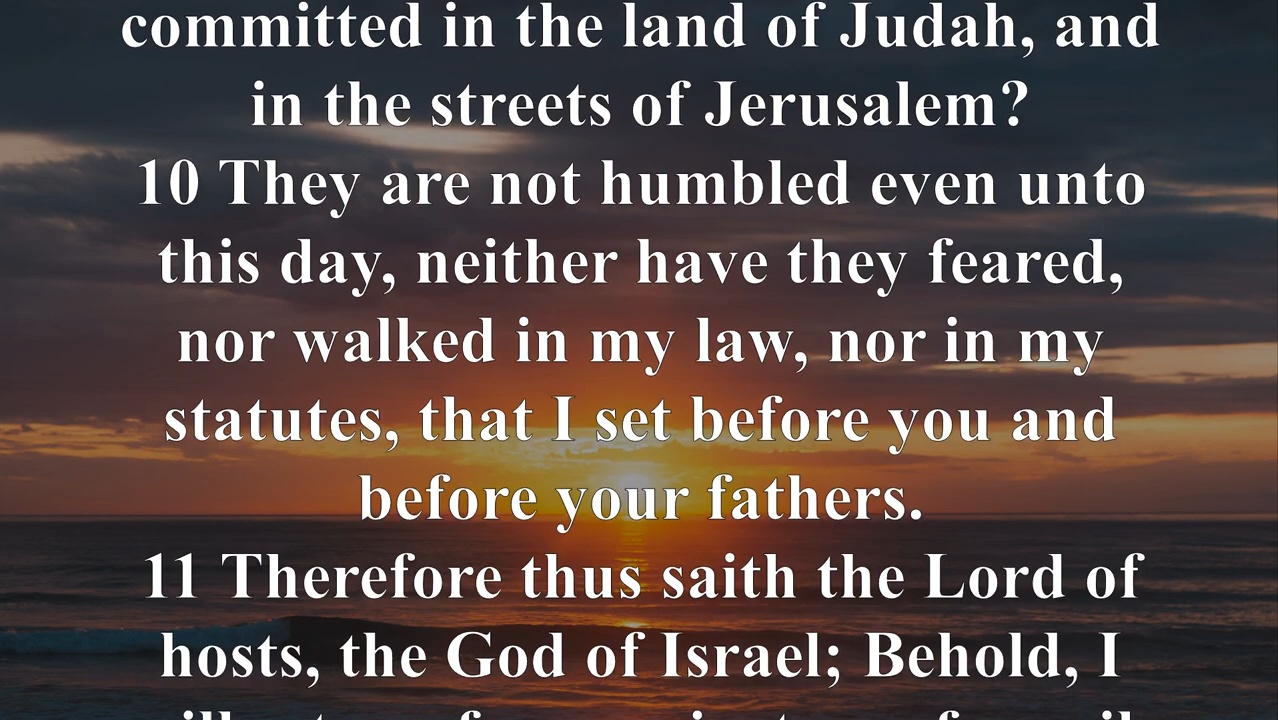 committed in the land of Judah, and
in the streets of Jerusalem?
10 They are not humbled even unto
this day, neither have they feared,
nor walked in my law, nor in my
statutes, that I set before you and
before your fathers.
11 Therefore thus saith the Lord of
hosts, the God of Israel; Behold, I